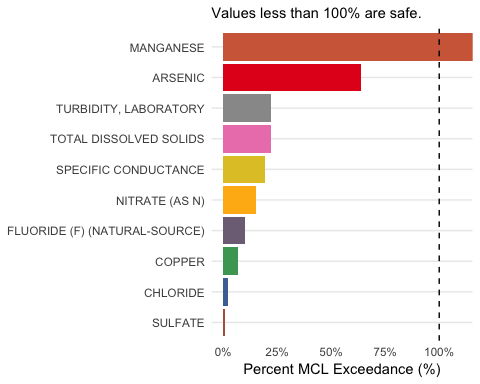 Values less than 100% are safe.
MANGANESE
ARSENIC
TURBIDITY, LABORATORY
TOTAL DISSOLVED SOLIDS
SPECIFIC CONDUCTANCE
NITRATE (AS N)
FLUORIDE (F) (NATURAL-SOURCE)
COPPER
CHLORIDE
SULFATE
0% 25% 50% 75% 100%
Percent MCL Exceedance (%)